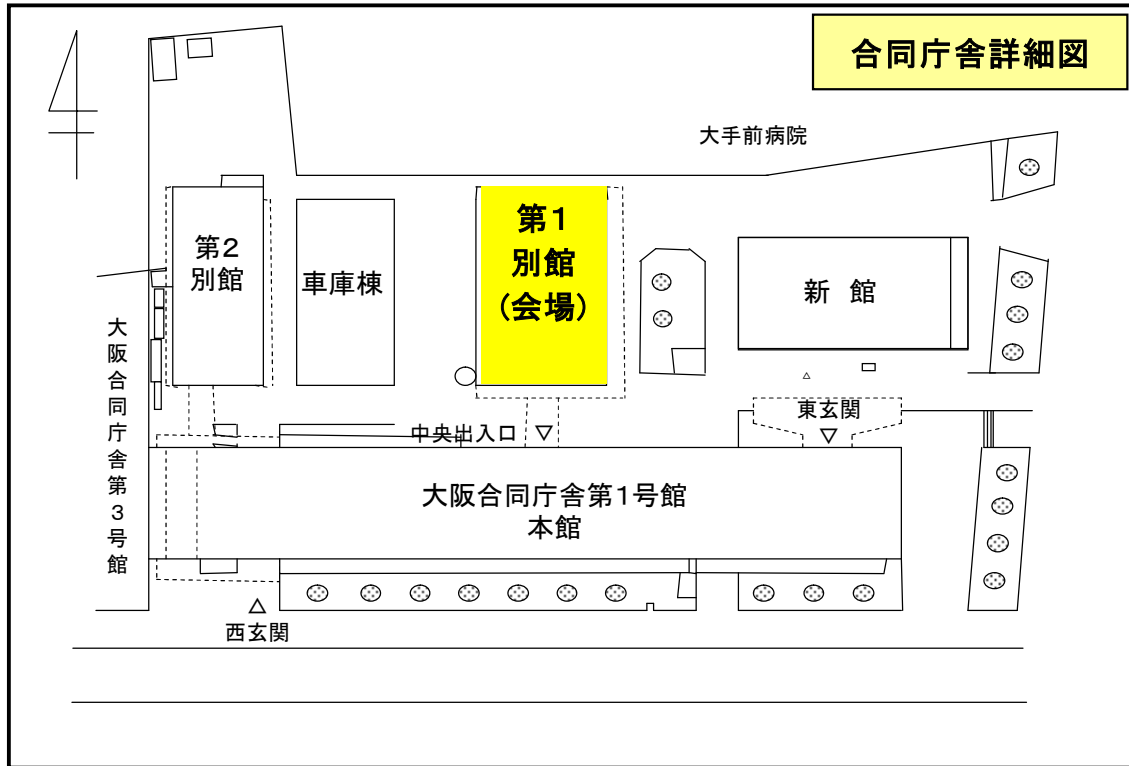 合同庁舎詳細図
大手前病院
第1
別館
(会場)
第2
別館
車庫棟
新 館
大阪合同庁舎第3号館
東玄関
▽
中央出入口 ▽
大阪合同庁舎第1号館
本館
△
西玄関